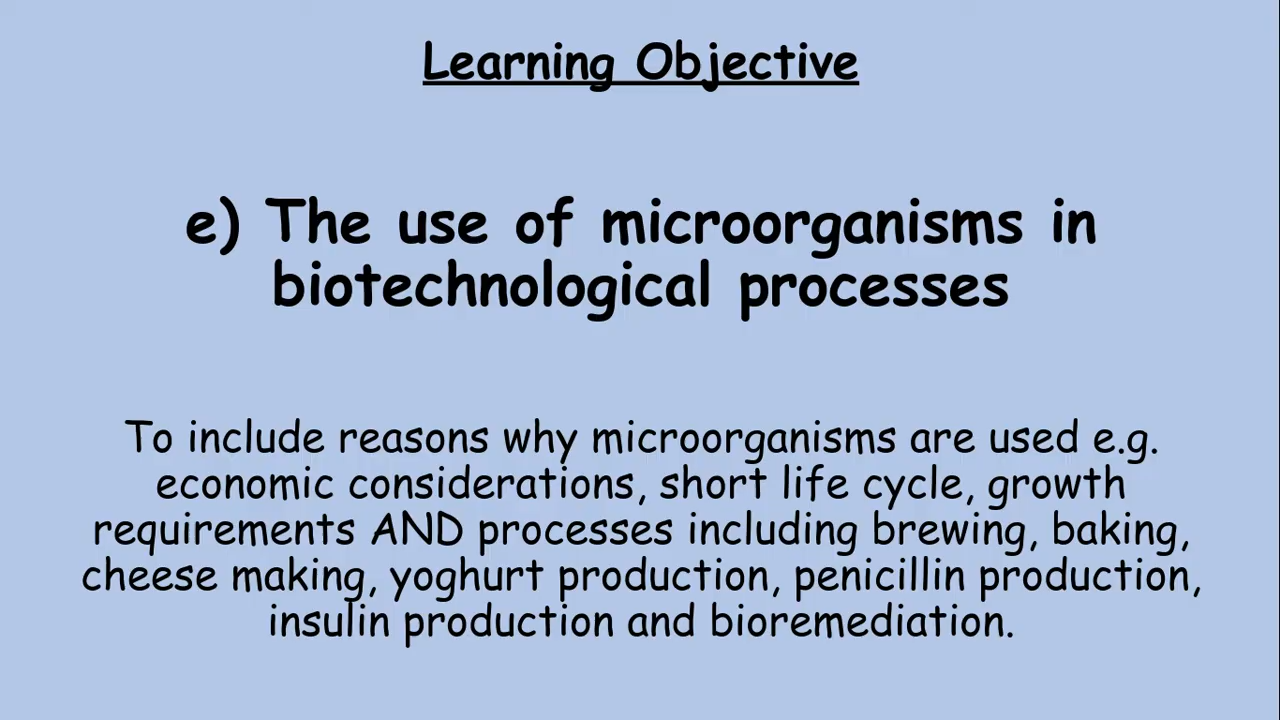 Learning Objective
e) The use of microorganisms in
biotechnological processes
To include reasons why microorganisms are used e.g.
economic considerations, short life cycle, growth
requirements AND processes including brewing, baking,
cheese making, yoghurt production, penicillin production,
insulin production and bioremediation.